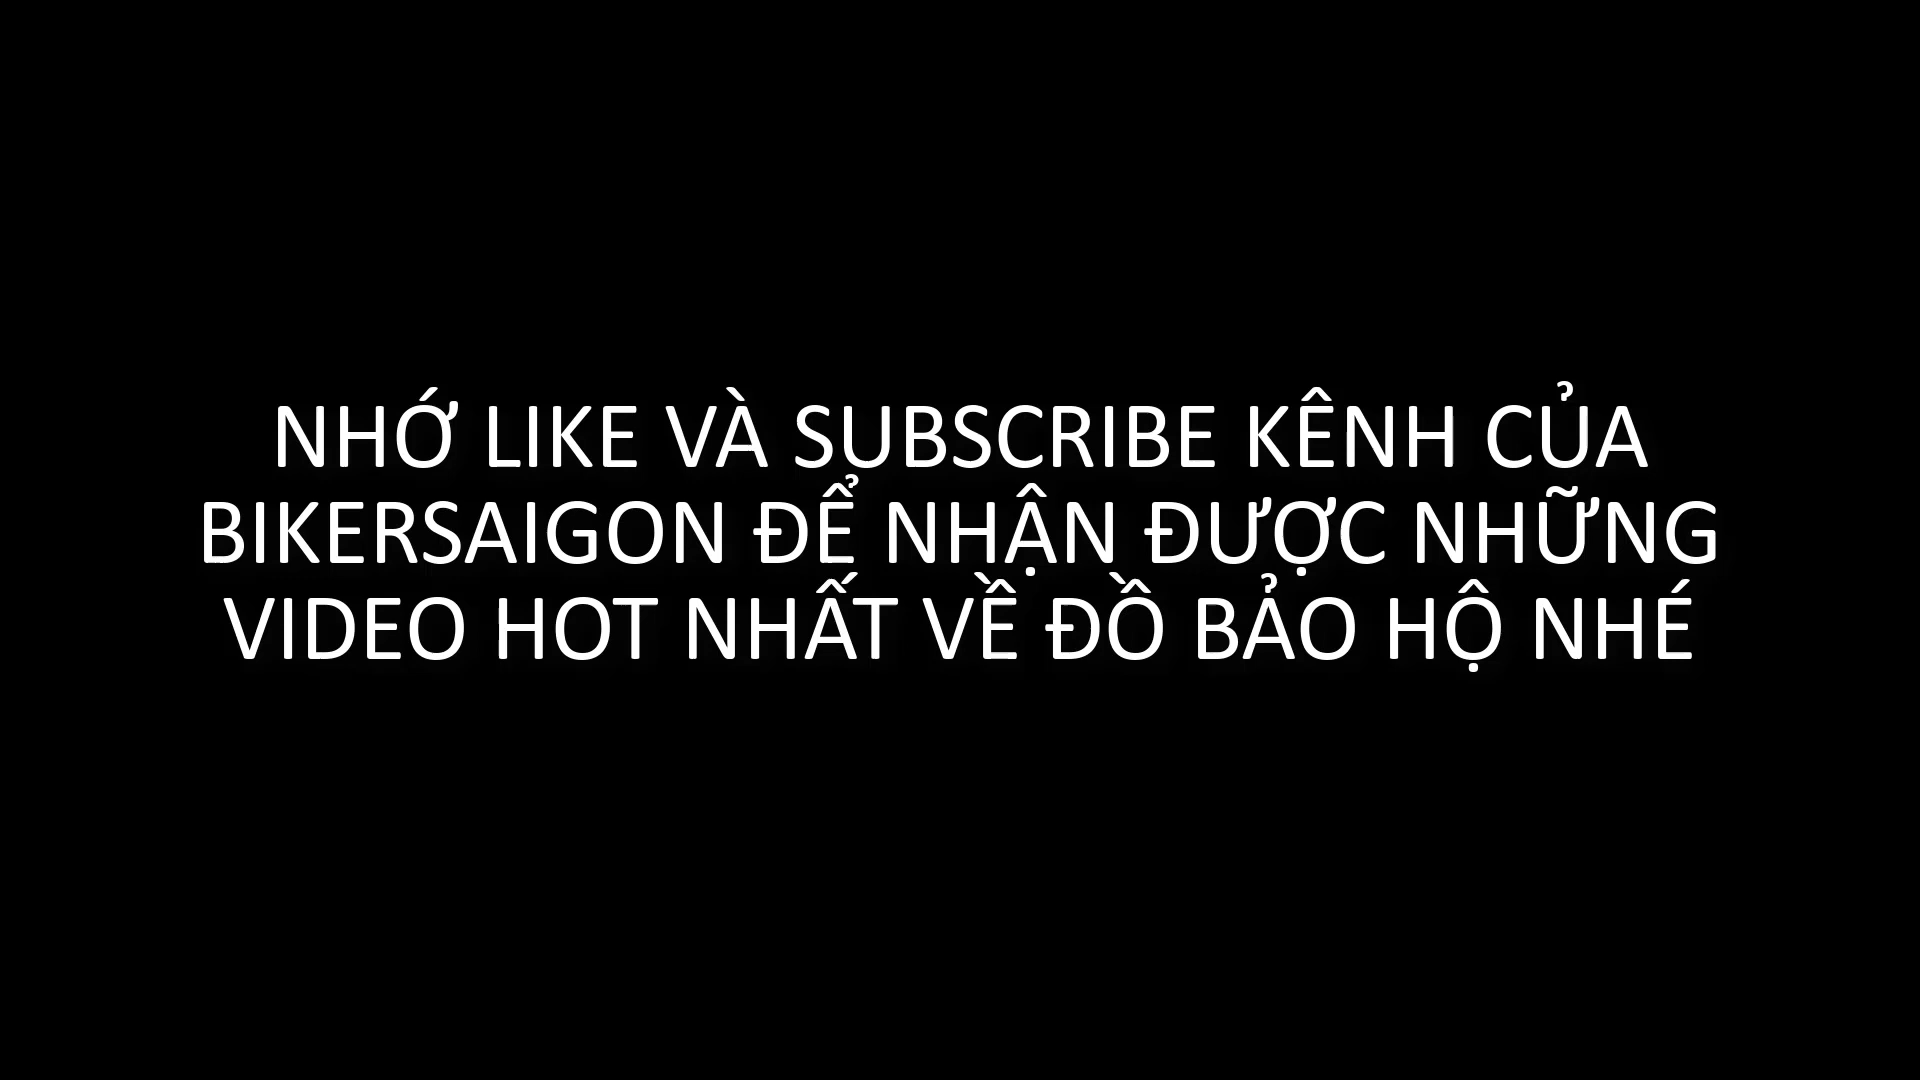 NHỚ LIKE VÀ SUBSCRIBE KÊNH CỦA
BIKERSAIGON ĐỂ NHẬN ĐƯỢC NHỮNG
VIDEO HOT NHẤT VỀ ĐỒ BẢO HỘ NHÉ